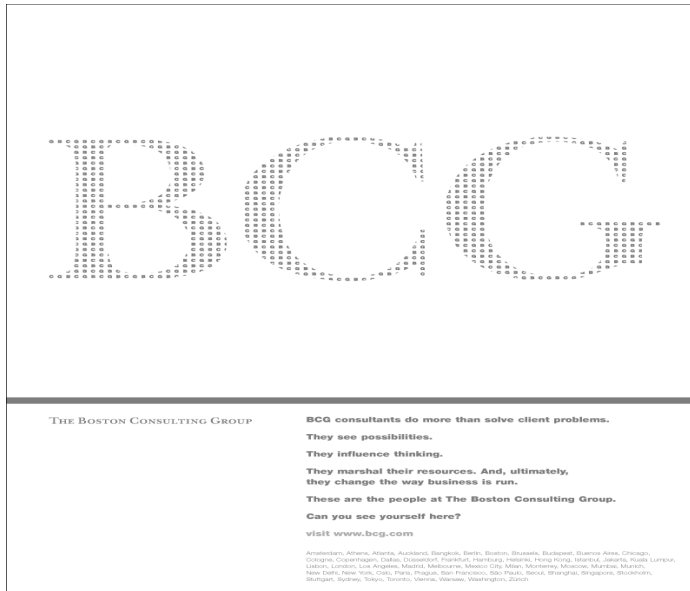 BCG
THE BOSTON CONSULTING GROUP
BCG consultants do more than solve client problems.
They see possibilities.
They influence thinking.
They marshal their resources. And, ultimately,
they change the way business is run.
These are the people at The Boston Consulting Group.
Can you see yourself here?
visit www.bcg.com
Amsterdam, Athens, Atlanta, Auckland, Bangkok, Berlin, Boston, Brussels, Budapest, Buenos Aires, Chicago,
Cologne, Copenhagen, Dallas, Düsseldorf, Frankfurt, Hamburg, Helsinki, Hong Kong, Istanbul, Jakarta, Kuala Lumpur,
Lisbon, London, Los Angeles, Madrid, Melbourne, Mexico City, Milan, Monterrey, Moscow, Mumbai, Munich,
New Delhi, New York, Oslo, Paris, Prague, San Francisco, São Paulo, Seoul, Shanghai, Singapore, Stockholm,
Stuttgart, Sydney, Tokyo, Toronto, Vienna, Warsaw, Washington, Zürich